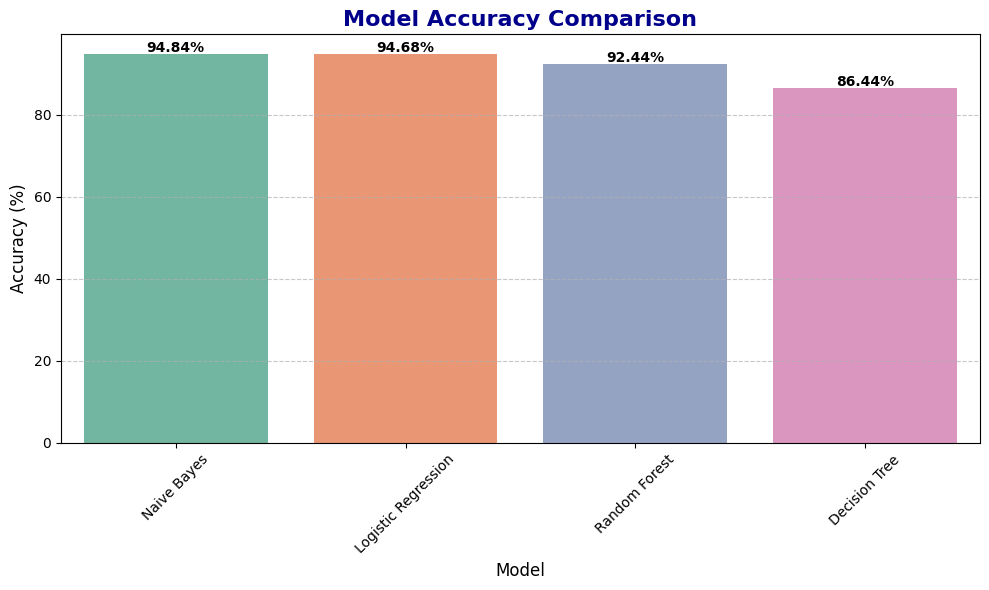 Model Accuracy Comparison
94.84%
94.68%
92.44%
86.44%
Accuracy (%)
80
60
40
20
0
Naive Bayes
Logistic Regression
Random Forest
Decision Tree
Model